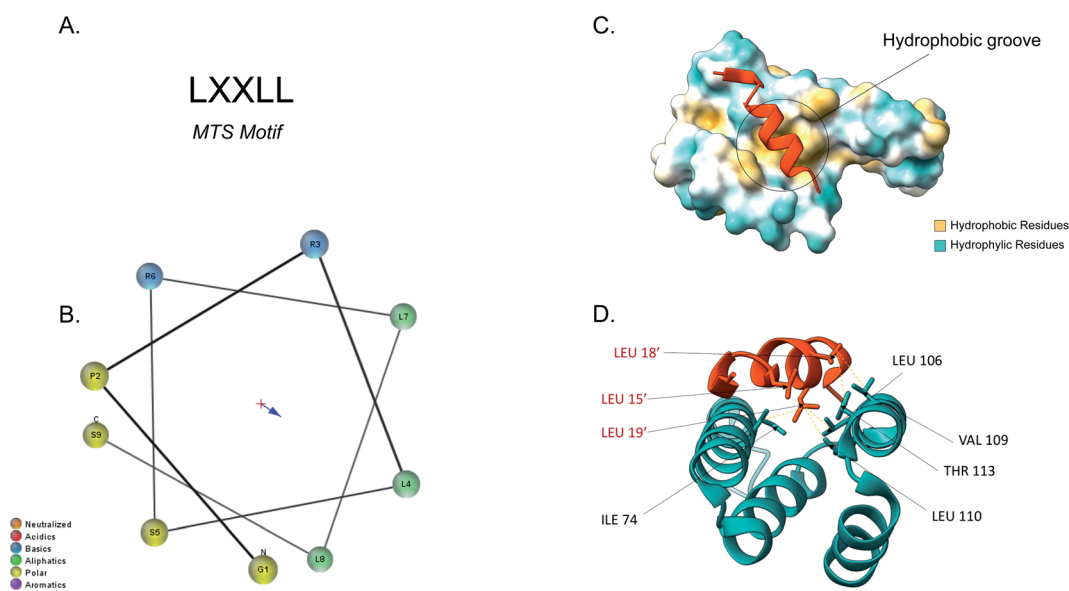 A.
LXXLL
MTS Motif
B.
R3
R6
L7
P2
C
S9
L4
S5
N
G1
L8
Neutralized
Acidics
Basics
Aliphatics
Polar
Aromatics
C.
Hydrophobic groove
Hydrophobic Residues
Hydrophylic Residues
D.
LEU 18′
LEU 106
LEU 15′
LEU 19′
VAL 109
THR 113
ILE 74
LEU 110